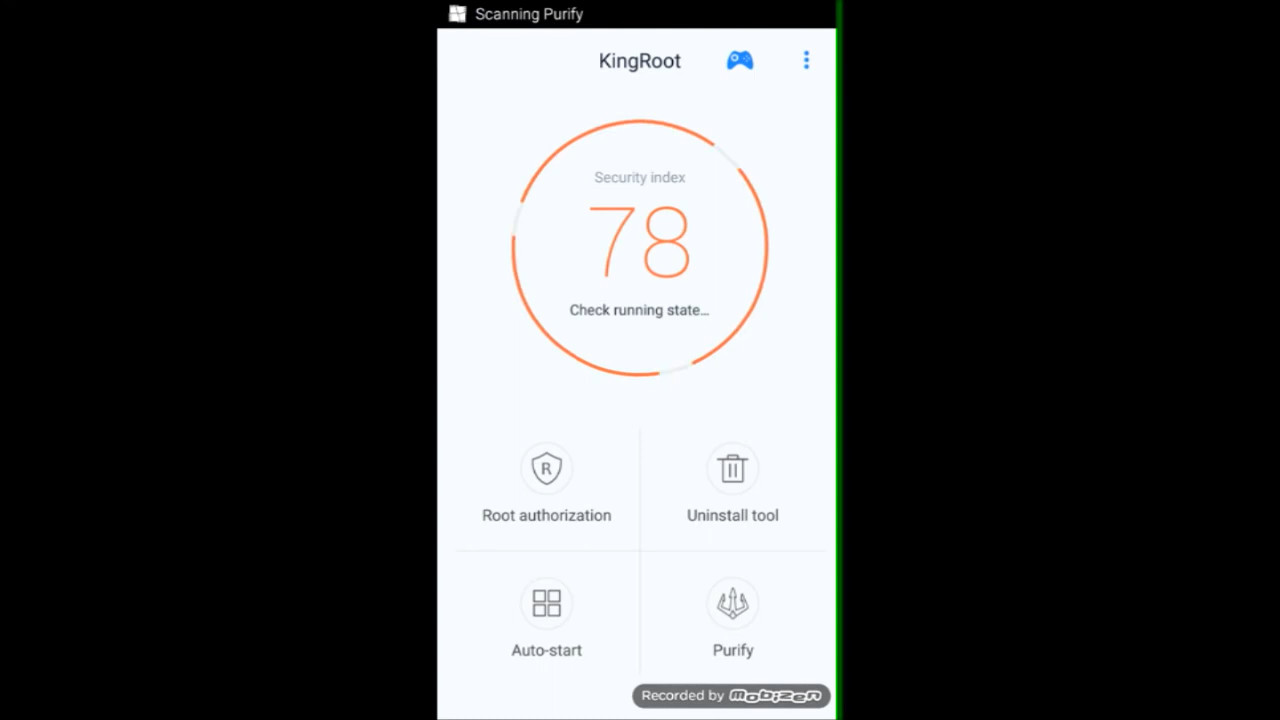 Scanning Purify
KingRoot
Security index
78
Check running state...
R
Root authorization
Uninstall tool
Auto-start
Purify
Recorded by mobizen